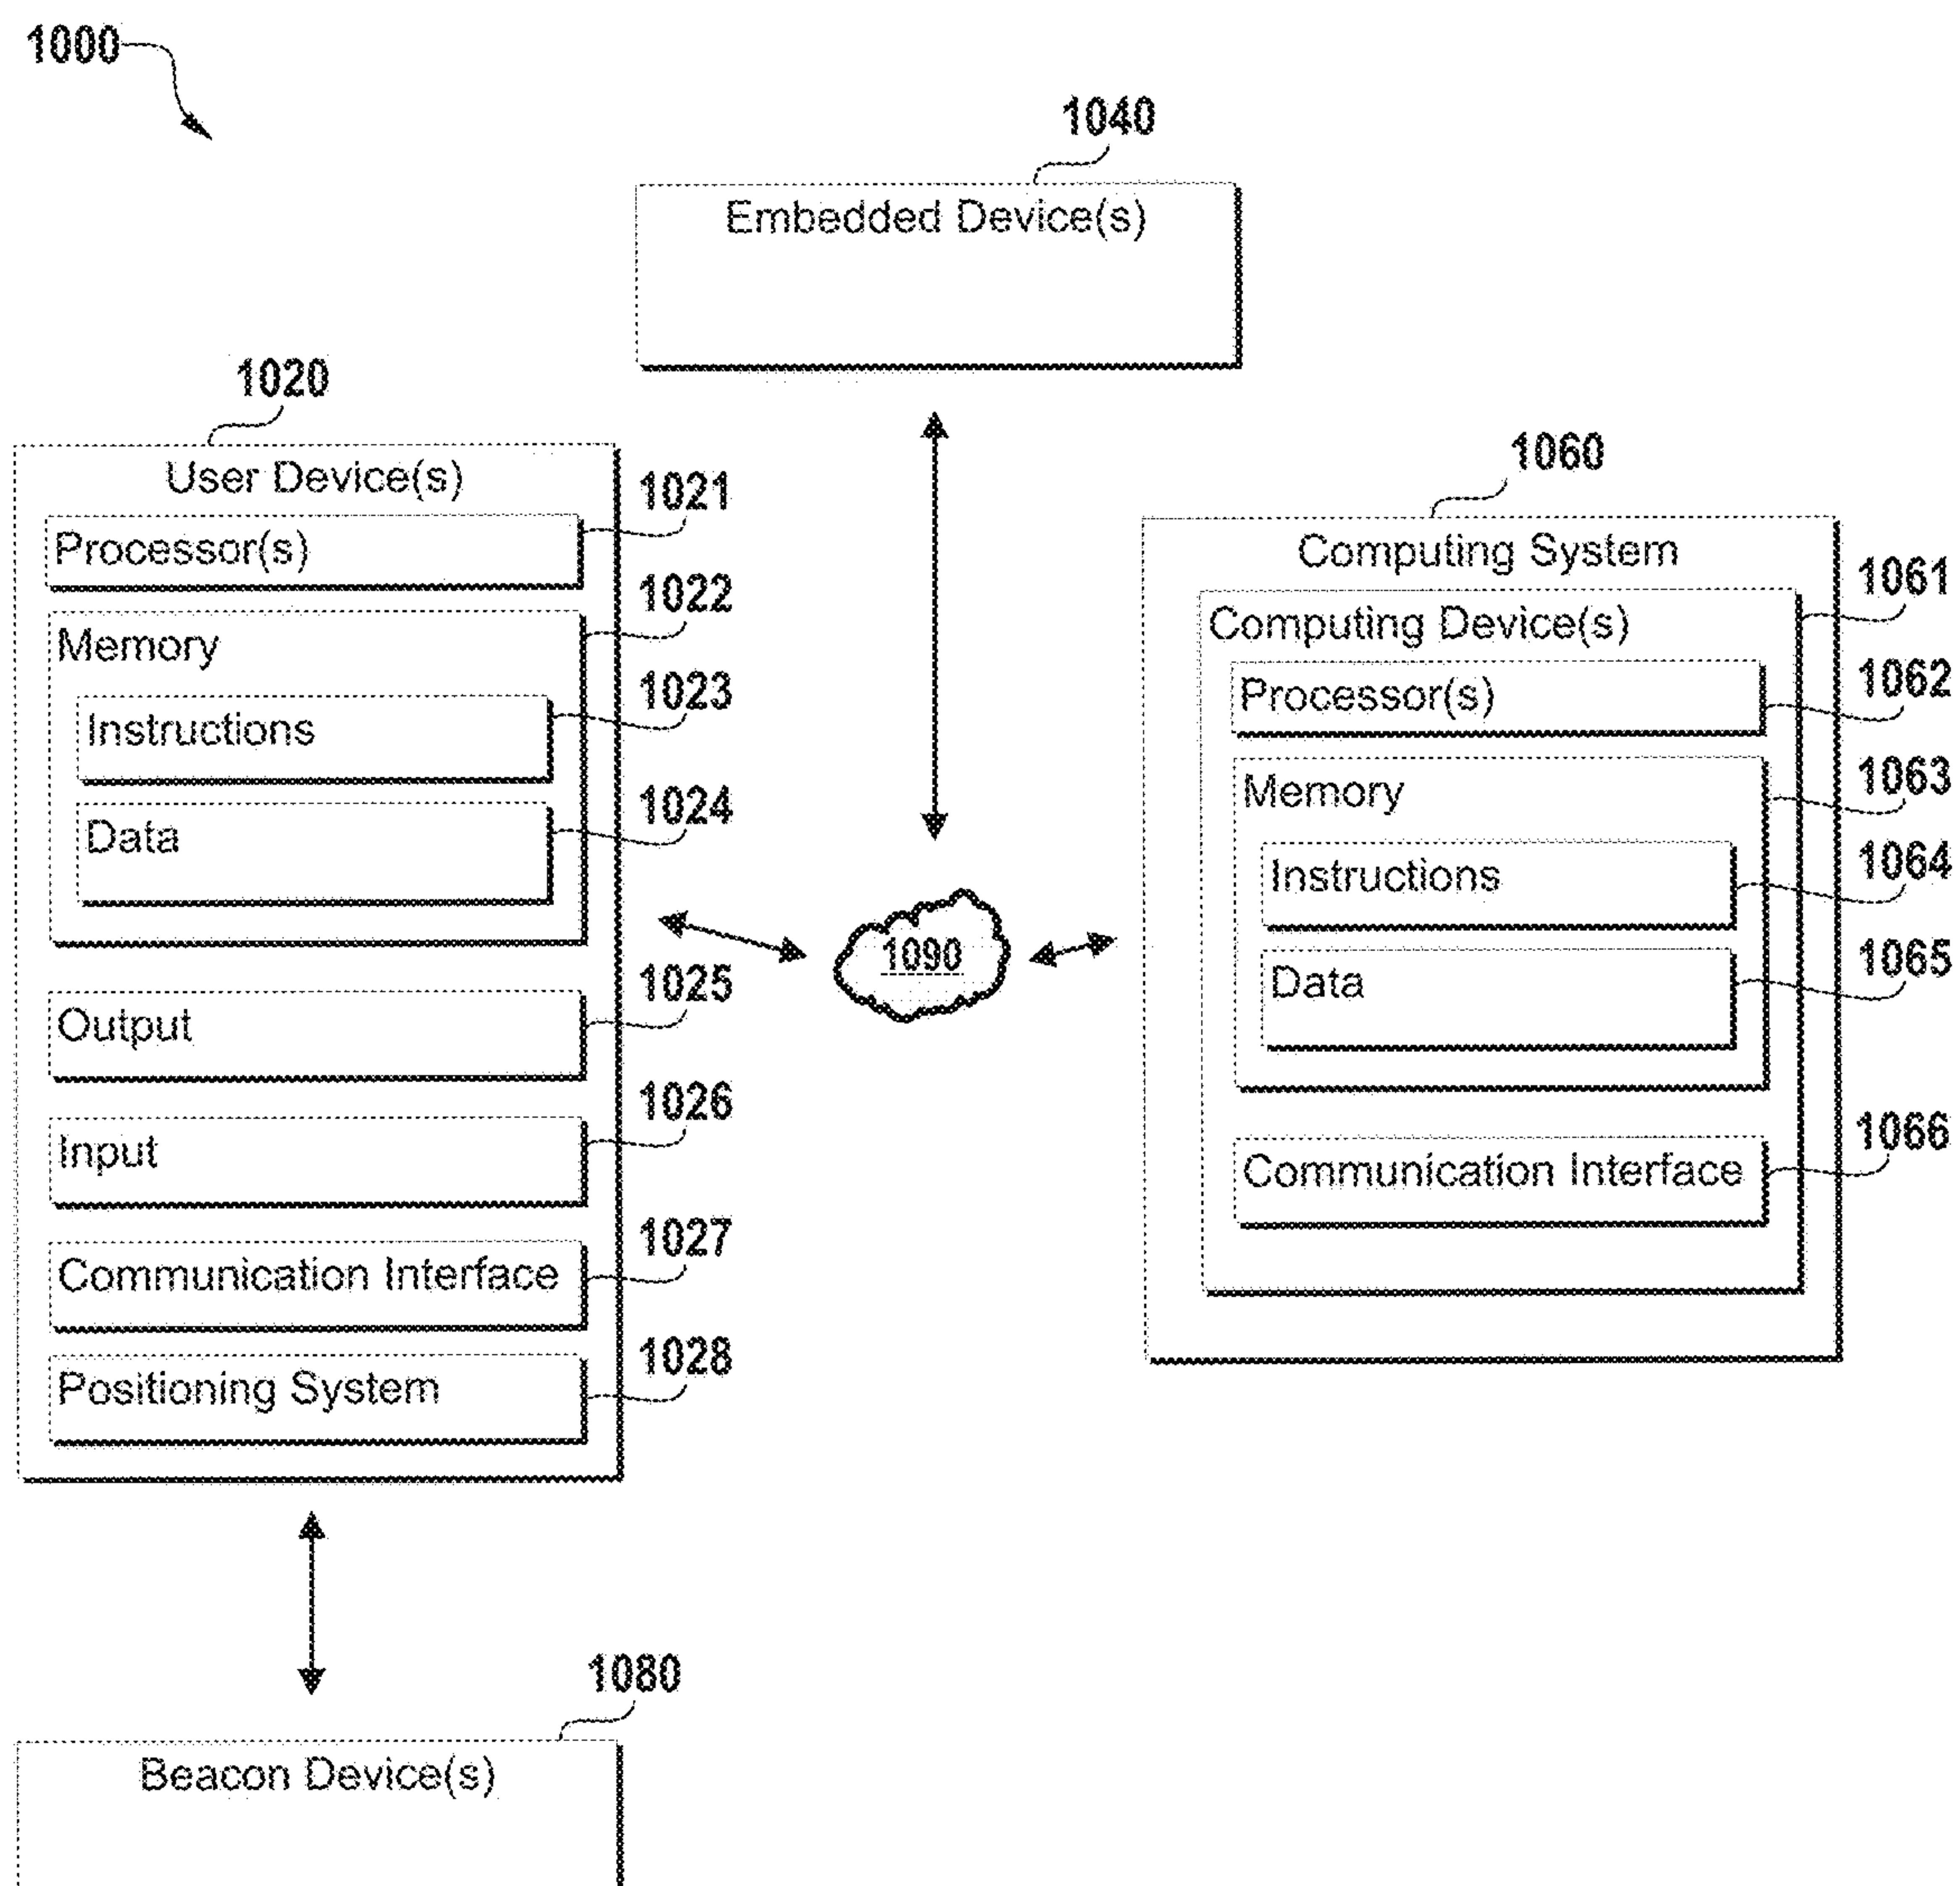 1000
1040
Embedded Device(s)
1020
User Device(s)
1021
Processor(s)
1022
Memory
1023
Instructions
1024
Data
1025
Output
1026
Input
1027
Communication Interface
1028
Positioning System
1090
1060
Computing System
1061
Computing Device(s)
1062
Processor(s)
1063
Memory
1064
Instructions
1065
Data
1066
Communication Interface
1080
Beacon Device(s)